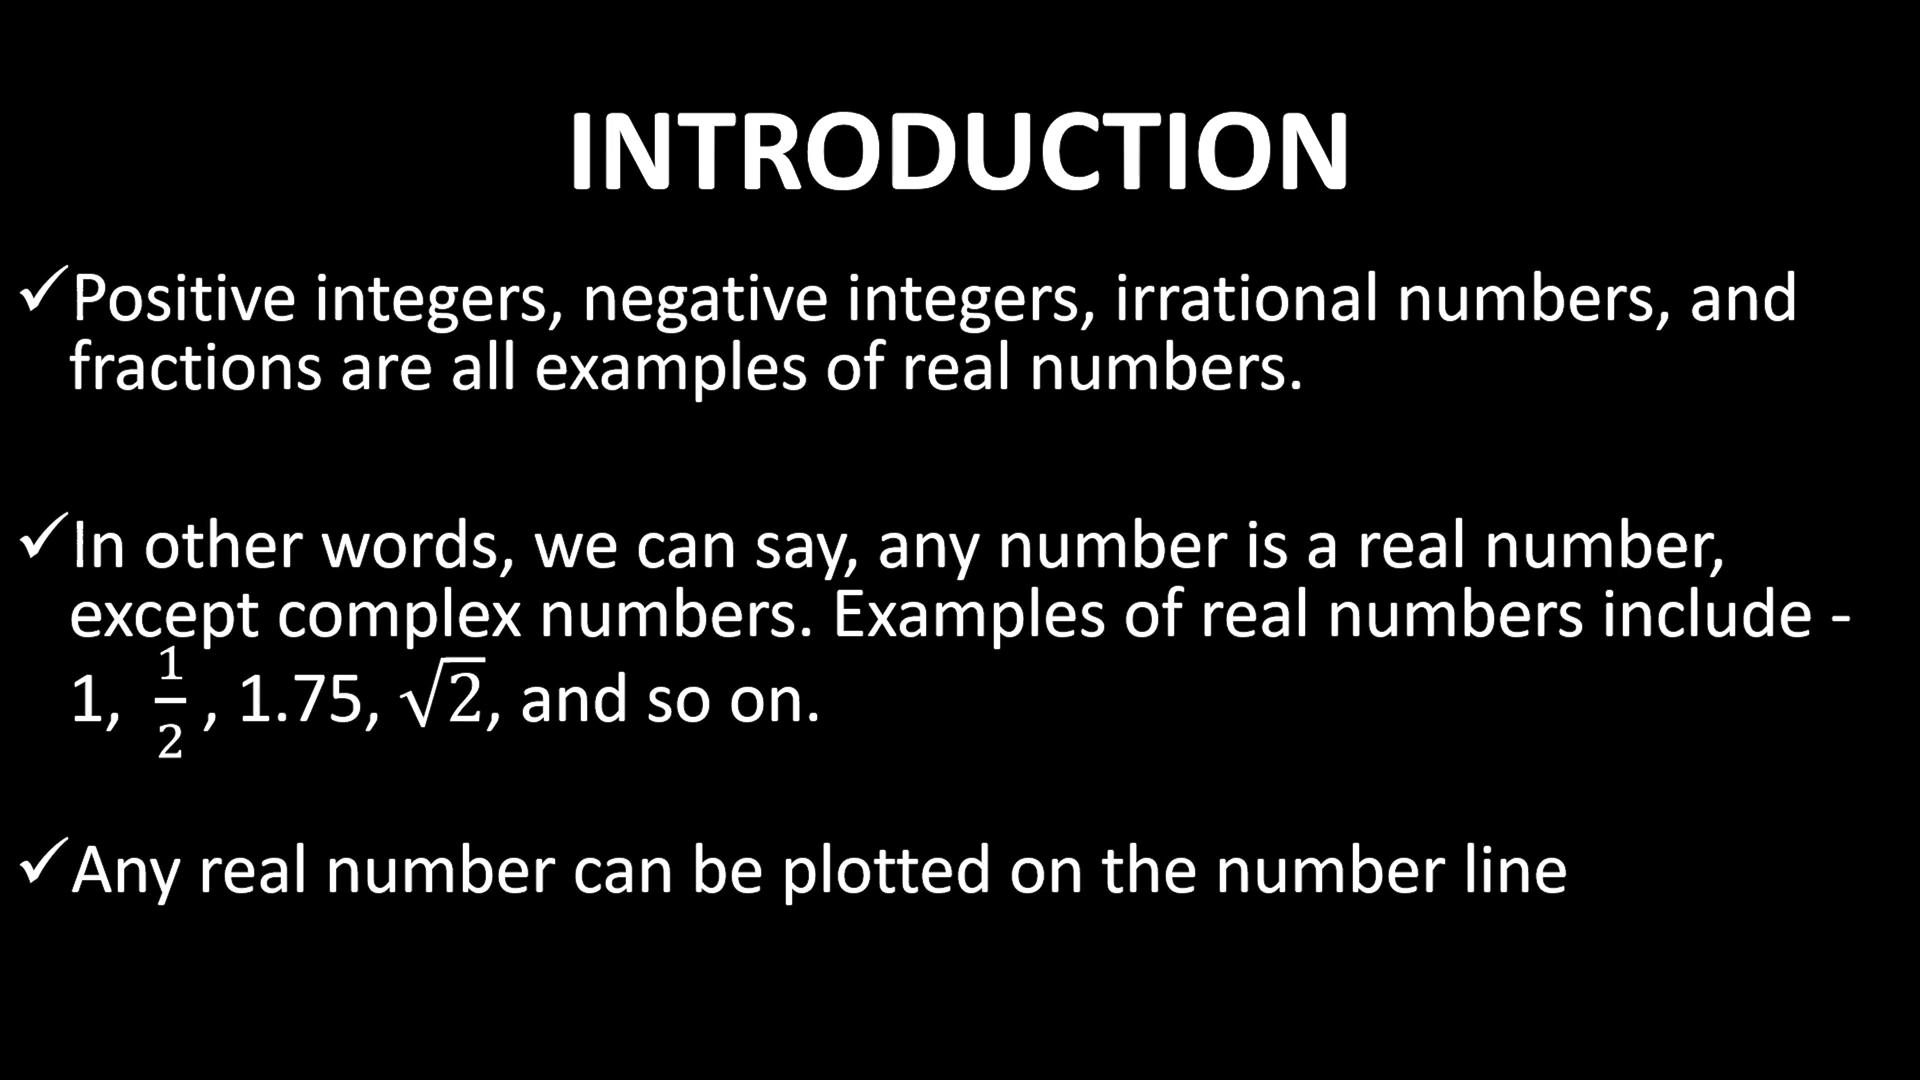 INTRODUCTION
✓Positive integers, negative integers, irrational numbers, and
fractions are all examples of real numbers.
✓In other words, we can say, any number is a real number,
except complex numbers. Examples of real numbers include -
1, 1/2 , 1.75, √2, and so on.
✓Any real number can be plotted on the number line